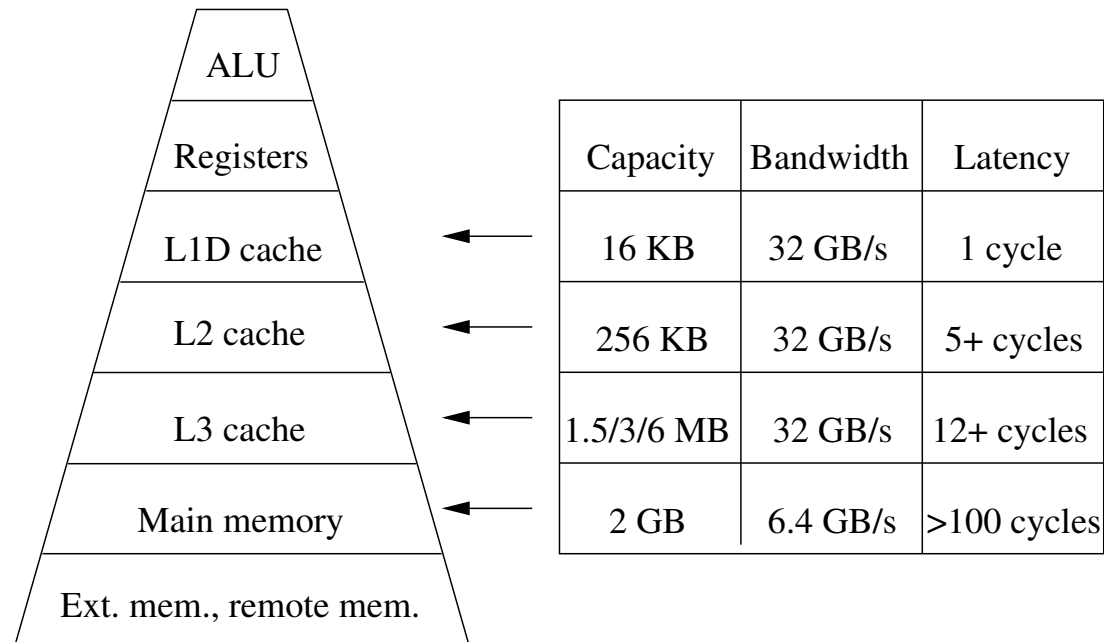 ALU
Registers
L1D cache
L2 cache
L3 cache
Main memory
Ext. mem., remote mem.
Capacity Bandwidth Latency
16 KB 32 GB/s 1 cycle
256 KB 32 GB/s 5+ cycles
1.5/3/6 MB 32 GB/s 12+ cycles
2 GB 6.4 GB/s >100 cycles